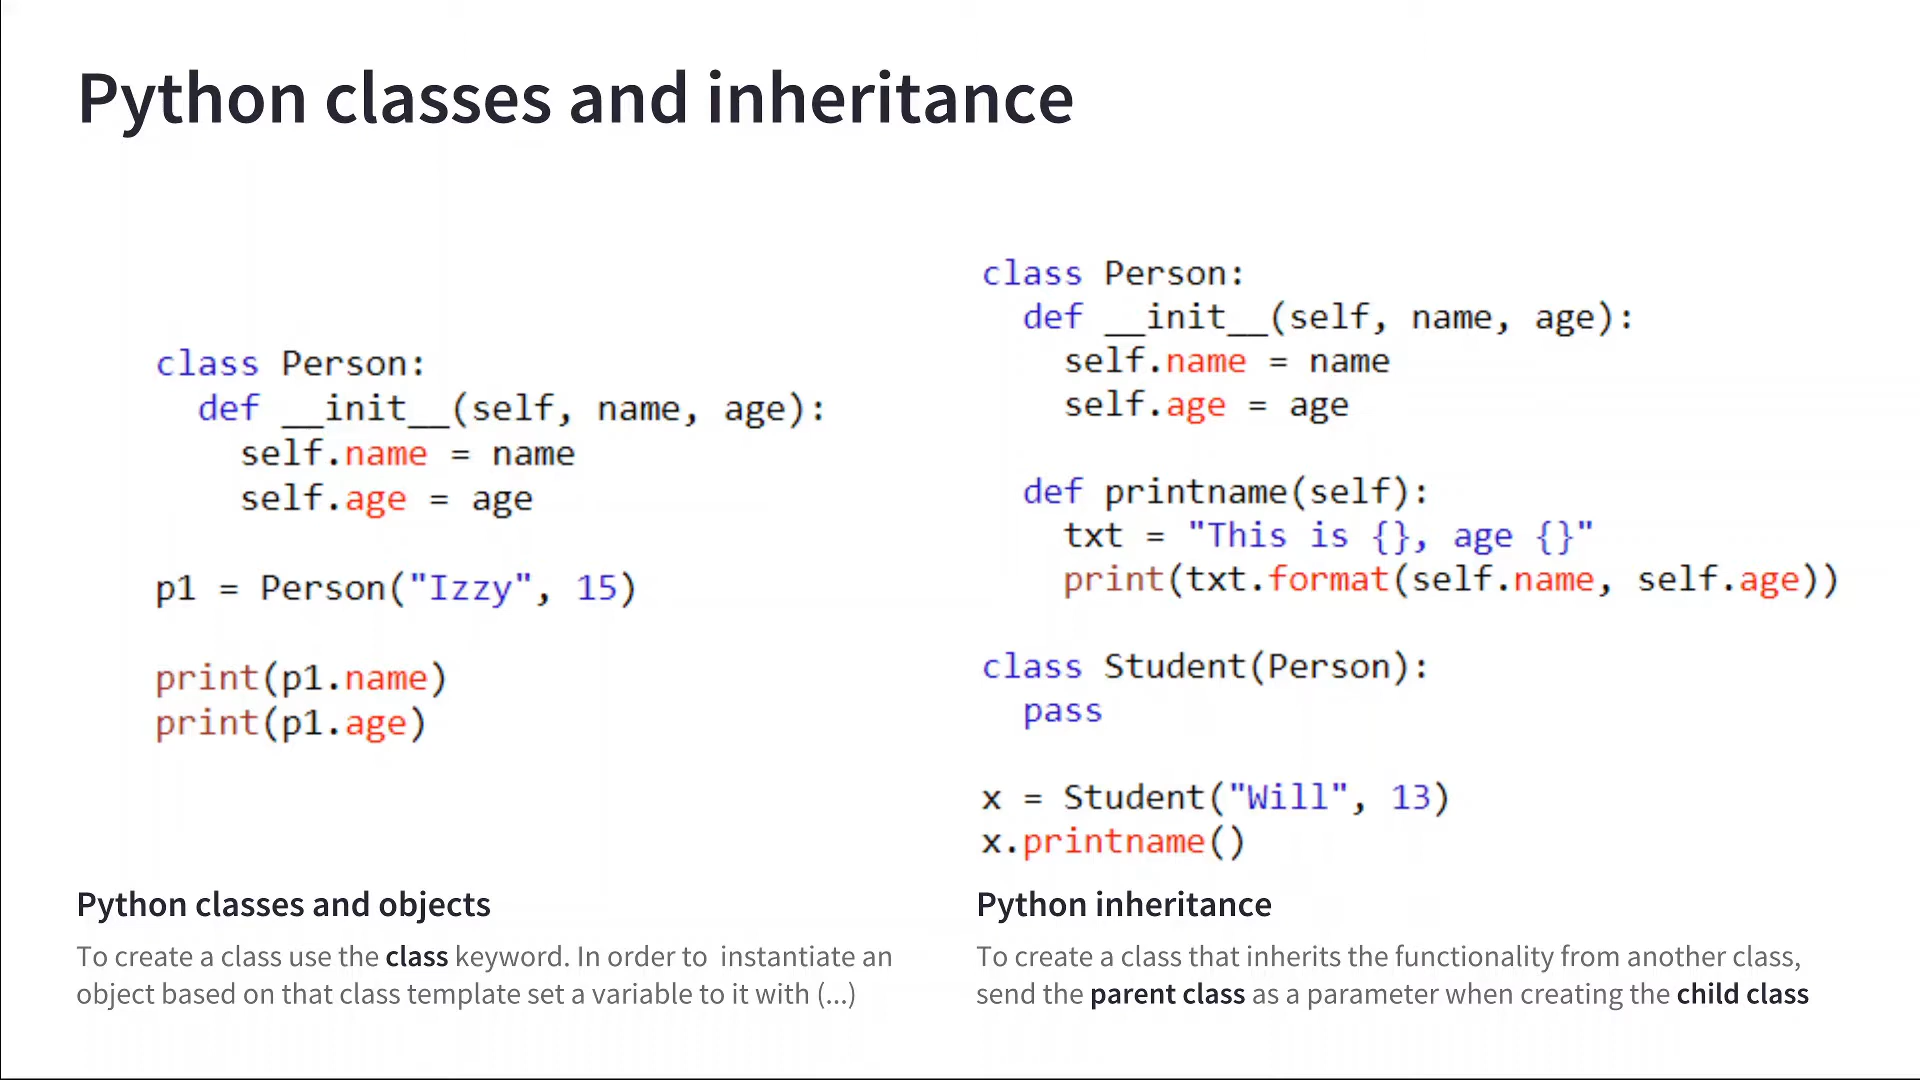 Python classes and inheritance
class Person:
  def __init__(self, name, age):
    self.name = name
    self.age = age

p1 = Person("Izzy", 15)

print(p1.name)
print(p1.age)
Python classes and objects
To create a class use the class keyword. In order to  instantiate an
object based on that class template set a variable to it with (...)
class Person:
  def __init__(self, name, age):
    self.name = name
    self.age = age

  def printname(self):
    txt = "This is {}, age {}"
    print(txt.format(self.name, self.age))

class Student(Person):
  pass

x = Student("Will", 13)
x.printname()
Python inheritance
To create a class that inherits the functionality from another class,
send the parent class as a parameter when creating the child class